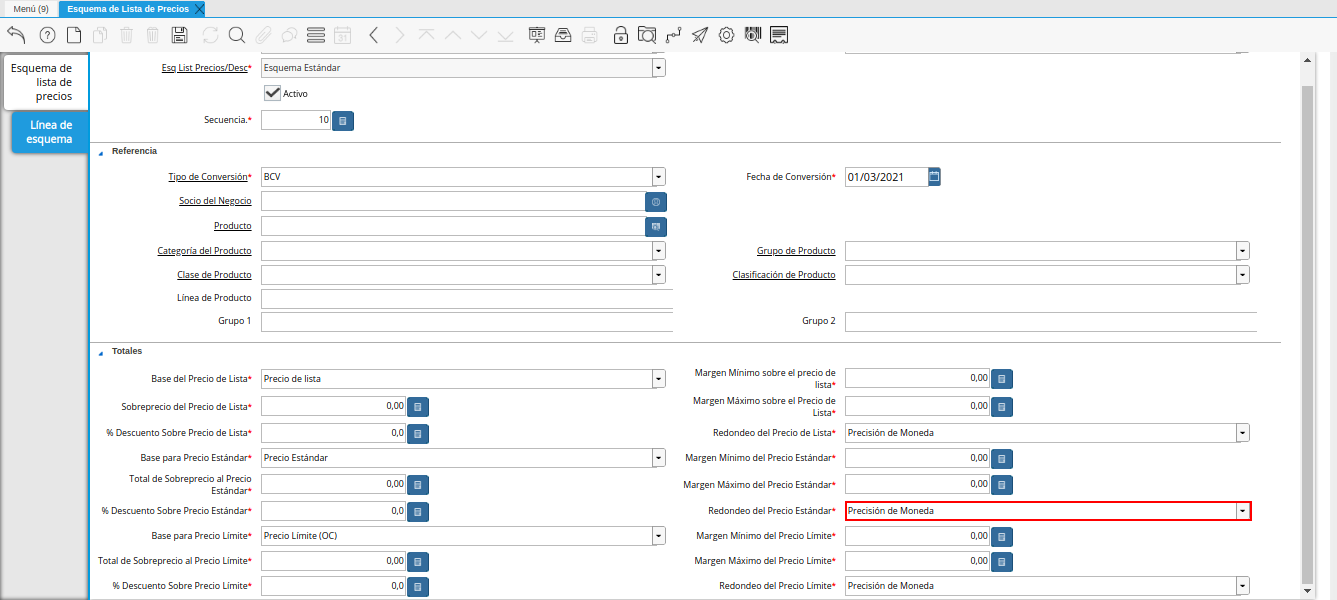 Menú (9)
Esquema de Lista de Precios
31
Esquema de
lista de
precios
Línea de
esquema
Esq List Precios/Desc* Esquema Estándar
Activo
Secuencia.* 10
Referencia
Tipo de Conversión* BCV Fecha de Conversión* 01/03/2021
Socio del Negocio
Producto
Categoría del Producto Grupo de Producto
Clase de Producto Clasificación de Producto
Línea de Producto
Grupo 1 Grupo 2
Totales
Base del Precio de Lista* Precio de lista
Margen Mínimo sobre el precio de
lista* 0,00
Sobreprecio del Precio de Lista* 0,00
Margen Máximo sobre el Precio de
Lista* 0,00
% Descuento Sobre Precio de Lista* 0,0 Redondeo del Precio de Lista* Precisión de Moneda
Base para Precio Estándar* Precio Estándar Margen Mínimo del Precio Estándar* 0,00
Total de Sobreprecio al Precio
Estándar* 0,00 Margen Máximo del Precio Estándar* 0,00
% Descuento Sobre Precio Estándar* 0,0 Redondeo del Precio Estándar* Precisión de Moneda
Base para Precio Límite* Precio Límite (OC) Margen Mínimo del Precio Límite* 0,00
Total de Sobreprecio al Precio Límite* 0,00 Margen Máximo del Precio Límite* 0,00
% Descuento Sobre Precio Límite* 0,0 Redondeo del Precio Límite* Precisión de Moneda